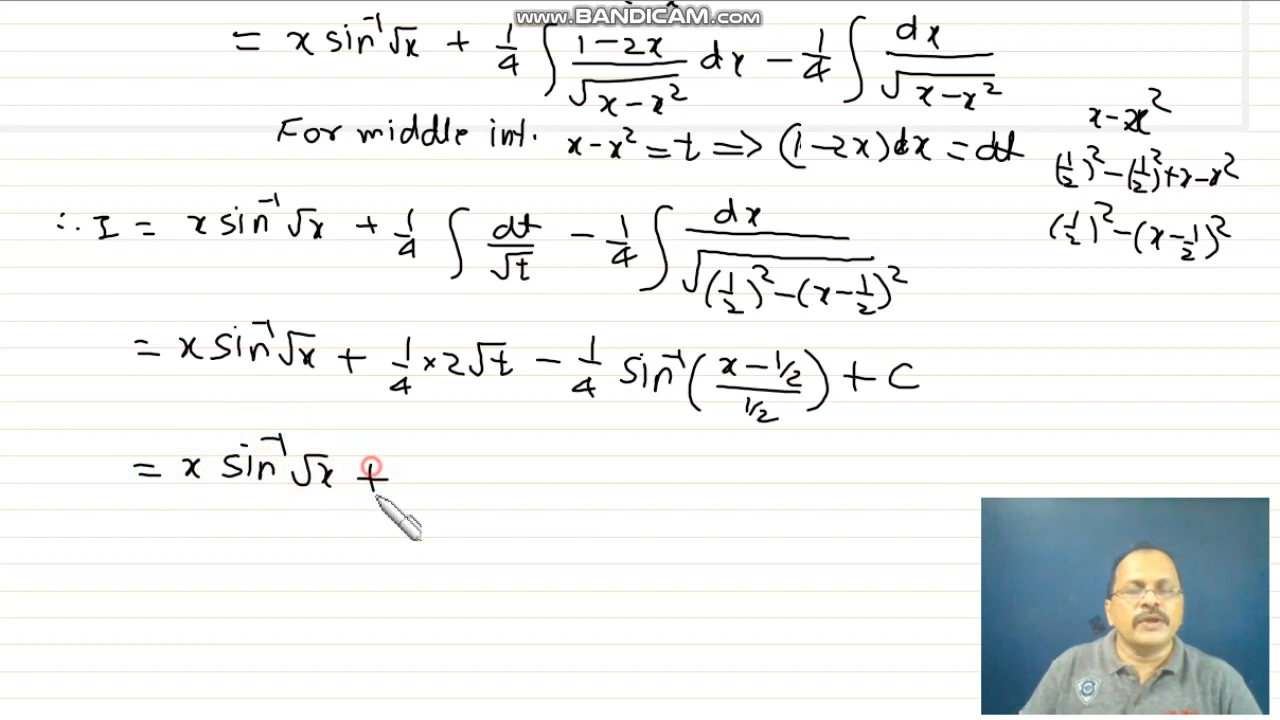 www.BANDICAM.com
= x sin⁻¹ √x + 1/4 ∫ (1-2x)/√(x-x²) dx - 1/4 ∫ dx/√(x-x²)
For middle int. x-x² = t => (1-2x)dx = dt
x-x²
(1/2)² - (1/2)² + x - x²
(1/2)² - (x-1/2)²
∴ I = x sin⁻¹ √x + 1/4 ∫ dt/√t - 1/4 ∫ dx/√((1/2)² - (x-1/2)²)
= x sin⁻¹ √x + 1/4 × 2√t - 1/4 sin⁻¹((x-1/2)/(1/2)) + C
= x sin⁻¹ √x +